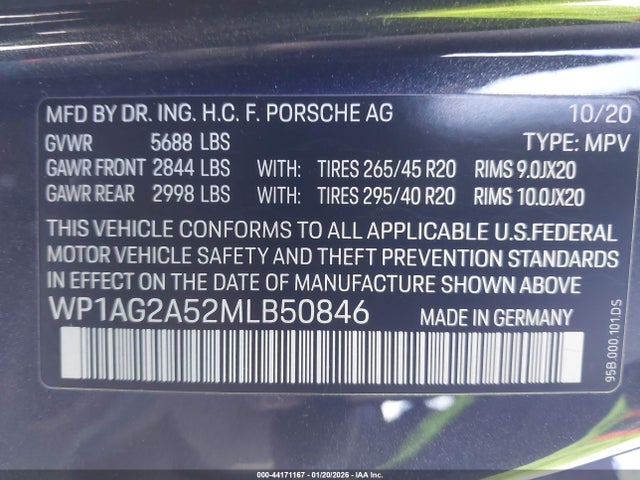 MFD BY DR. ING. H.C. F. PORSCHE AG 10/20
GVWR 5688 LBS TYPE: MPV
GAWR FRONT 2844 LBS WITH: TIRES 265/45 R20 RIMS 9.0JX20
GAWR REAR 2998 LBS WITH: TIRES 295/40 R20 RIMS 10.0JX20
THIS VEHICLE CONFORMS TO ALL APPLICABLE U.S.FEDERAL
MOTOR VEHICLE SAFETY AND THEFT PREVENTION STANDARDS
IN EFFECT ON THE DATE OF MANUFACTURE SHOWN ABOVE
WP1AG2A52MLB50846 MADE IN GERMANY
95B.000.101.DS
000-44171167 - 01/20/2026 - IAA Inc.